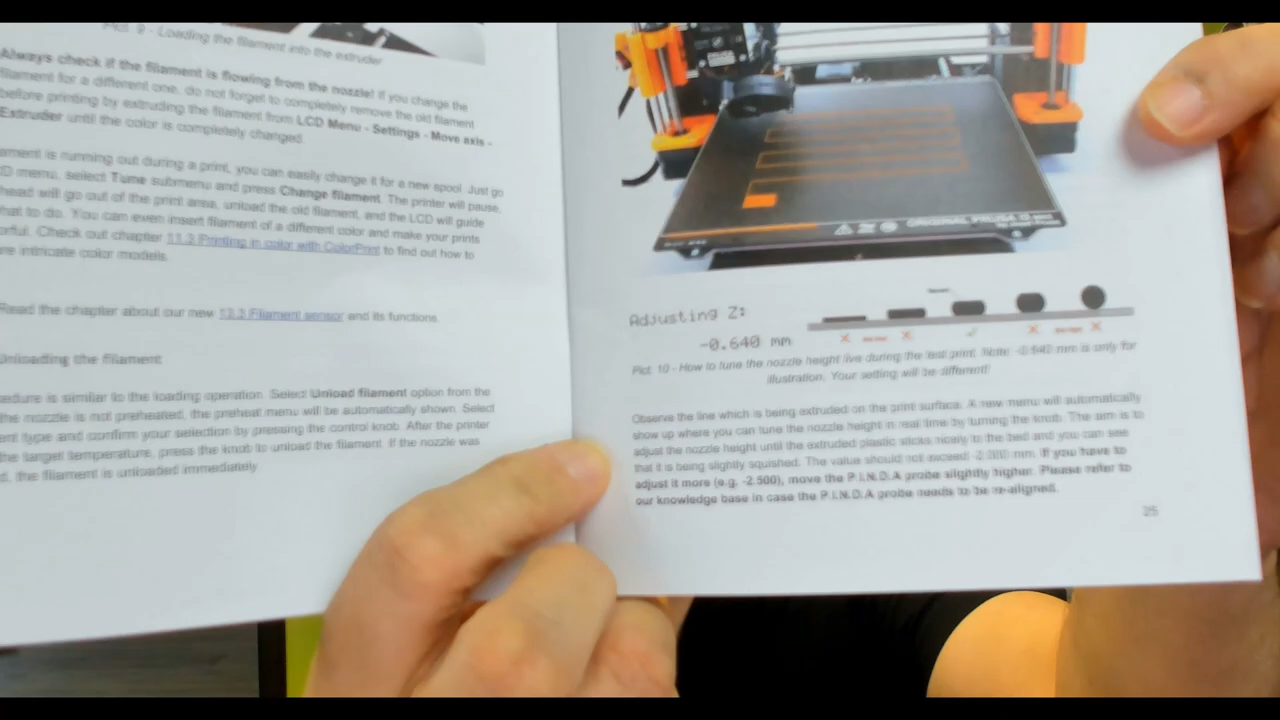 Pict. 9 - Loading the filament into the extruder
Always check if the filament is flowing from the nozzle! If you change the
filament for a different one, do not forget to completely remove the old filament
before printing by extruding the filament from LCD Menu - Settings - Move axis -
Extruder until the color is completely changed
ament is running out during a print, you can easily change it for a new spool. Just go
D menu, select Tune submenu and press Change filament. The printer will pause,
head will go out of the print area, unload the old filament, and the LCD will guide
hat to do. You can even insert filament of a different color and make your prints
orful. Check out chapter 11.3 Printing in color with ColorPrint to find out how to
re intricate color models.
Read the chapter about our new 13.3 Filament sensor and its functions.
Unloading the filament
edure is similar to the loading operation. Select Unload filament option from the
the nozzle is not preheated, the preheat menu will be automatically shown. Select
ent type and confirm your selection by pressing the control knob. After the printer
the target temperature, press the knob to unload the filament. If the nozzle was
d, the filament is unloaded immediately
ORIGINAL PRUSA
Adjusting Z:
-0.640 mm
Pict. 10 - How to tune the nozzle height live during the test print. Note: -0.640 mm is only for
illustration. Your setting will be different!
Observe the line which is being extruded on the print surface. A new menu will automatically
show up where you can tune the nozzle height in real time by turning the knob. The aim is to
adjust the nozzle height until the extruded plastic sticks nicely to the bed and you can see
that it is being slightly squished. The value should not exceed mm. If you have to
adjust it more (e.g. -2.500), move the P.I.N.D.A probe slightly higher. Please refer to
our knowledge base in case the P.I.N.D.A probe needs to be re-aligned.
25